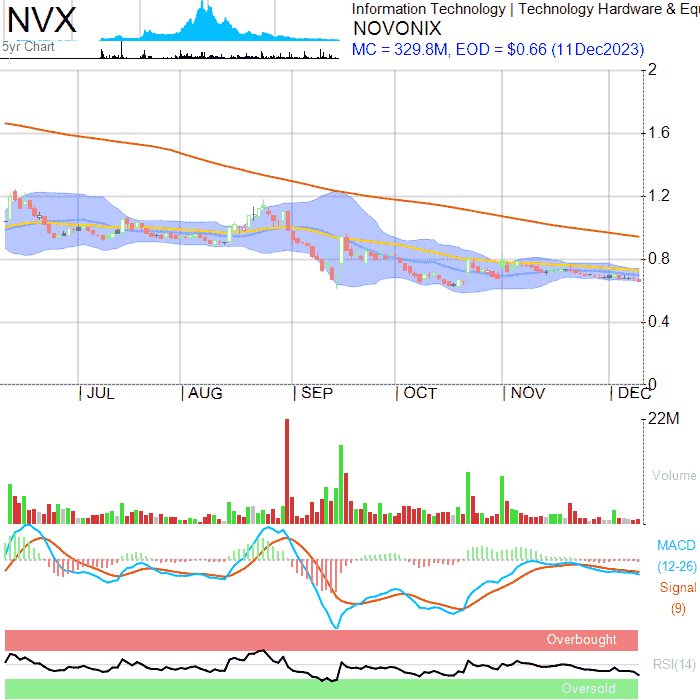 NVX
5yr Chart
Information Technology | Technology Hardware & Equ
NOVONIX
MC = 329.8M, EOD = $0.66 (11Dec2023)
2
1.6
1.2
0.8
0.4
0
JUL AUG SEP OCT NOV DEC
22M
Volume
MACD
(12-26)
Signal
(9)
Overbought
RSI(14)
Oversold